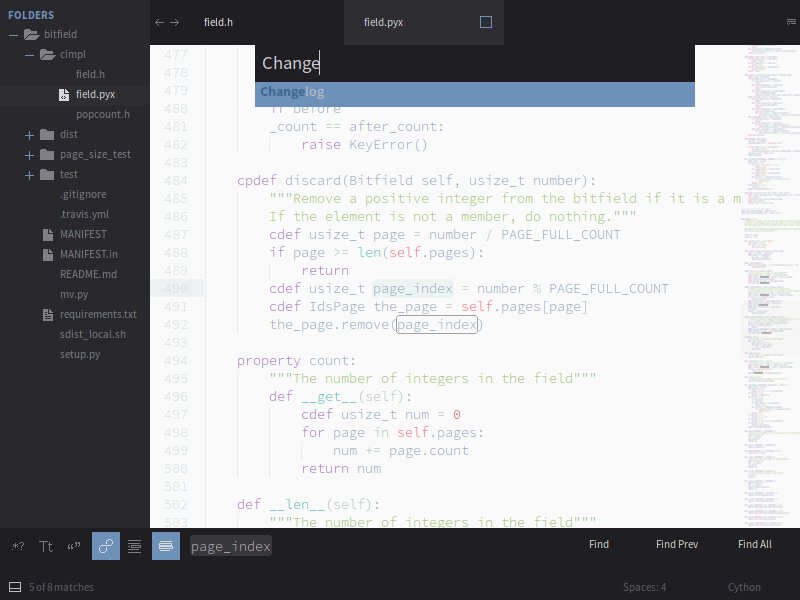 FOLDERS
bitfield
cimpl
field.h
field.pyx
popcount.h
dist
page_size_test
test
.gitignore
.travis.yml
MANIFEST
MANIFEST.in
README.md
mv.py
requirements.txt
sdist_local.sh
setup.py
field.h
field.pyx
Change
Changelog
477
478
479
480 if before
481 _count == after_count:
482 raise KeyError()
483
484 cpdef discard(Bitfield self, usize_t number):
485 """Remove a positive integer from the bitfield if it is a m
486 If the element is not a member, do nothing."""
487 cdef usize_t page = number / PAGE_FULL_COUNT
488 if page >= len(self.pages):
489 return
490 cdef usize_t page_index = number % PAGE_FULL_COUNT
491 cdef IdsPage the_page = self.pages[page]
492 the_page.remove(page_index)
493
494 property count:
495 """The number of integers in the field"""
496 def __get__(self):
497 cdef usize_t num = 0
498 for page in self.pages:
499 num += page.count
500 return num
501
502 def __len__(self):
503 """The number of integers in the field"""
.*? Tt “” page_index Find Find Prev Find All
5 of 8 matches Spaces: 4 Cython